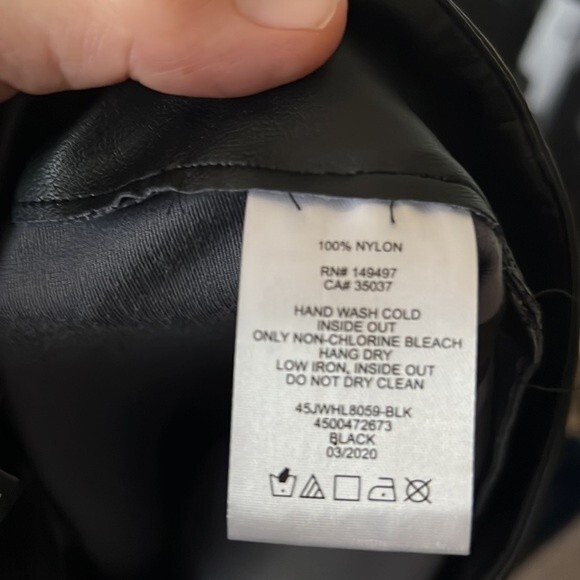 100% NYLON
RN# 149497
CA# 35037
HAND WASH COLD
INSIDE OUT
ONLY NON-CHLORINE BLEACH
HANG DRY
LOW IRON, INSIDE OUT
DO NOT DRY CLEAN
45JWHL8059-BLK
4500472673
BLACK
03/2020